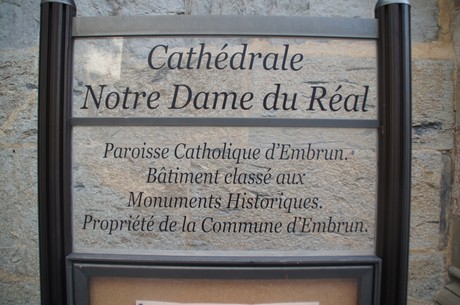 Cathédrale
Notre Dame du Réal
Paroisse Catholique d'Embrun.
Bâtiment classé aux
Monuments Historiques.
Propriété de la Commune d'Embrun.